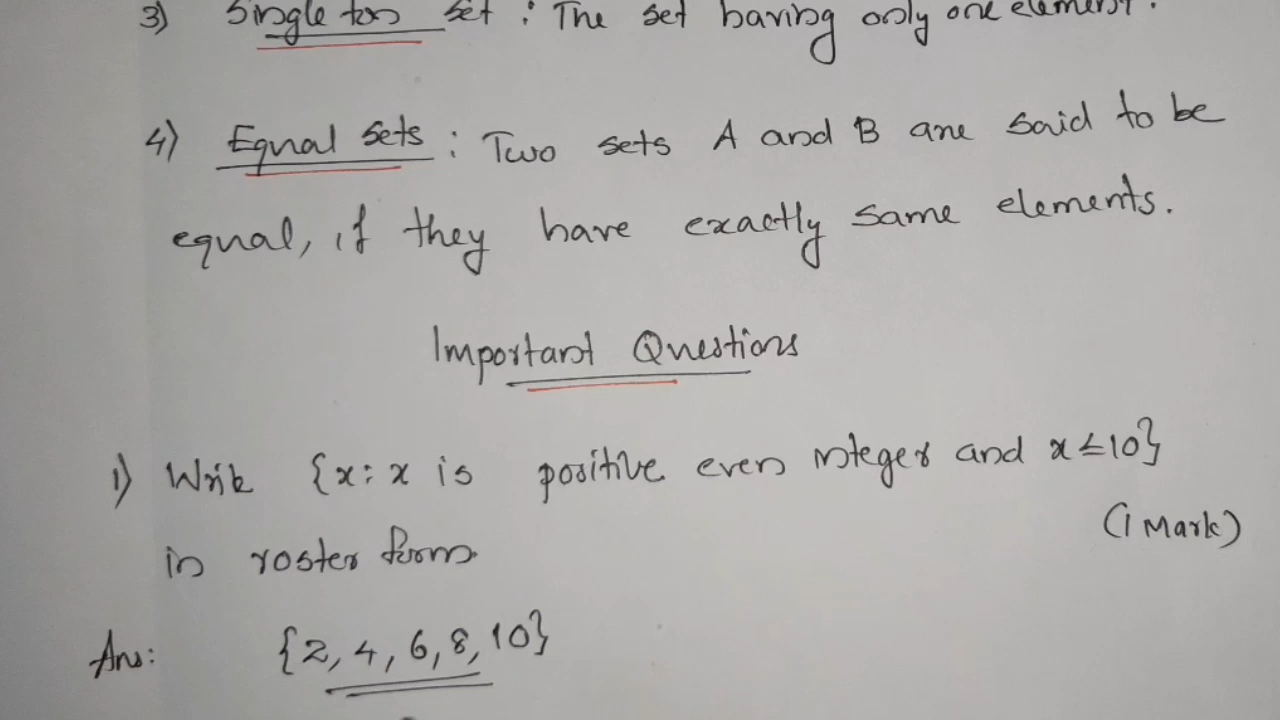 3) Singleton set : The set having only one element.
4) Equal sets : Two sets A and B are said to be
equal, if they have exactly same elements.
Important Questions
1) Write {x : x is positive even integer and x ≤ 10}
(1 Mark)
in roster form.
Ans: {2, 4, 6, 8, 10}